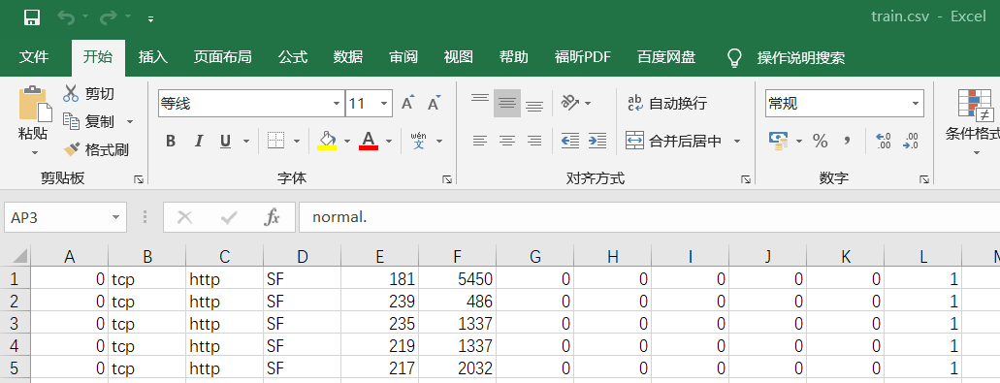 train.csv - Excel
文件 开始 插入 页面布局 公式 数据 审阅 视图 帮助 福昕PDF 百度网盘 操作说明搜索
粘贴 剪切 复制 格式刷
剪贴板
等线 11 A A
B I U A wén 文
字体
ab c 自动换行
合并后居中
对齐方式
常规
% , .0 .00 .00 .0
数字
条件格式
AP3 fx normal.
A B C D E F G H I J K L M
1 0 tcp http SF 181 5450 0 0 0 0 0 1
2 0 tcp http SF 239 486 0 0 0 0 0 1
3 0 tcp http SF 235 1337 0 0 0 0 0 1
4 0 tcp http SF 219 1337 0 0 0 0 0 1
5 0 tcp http SF 217 2032 0 0 0 0 0 1